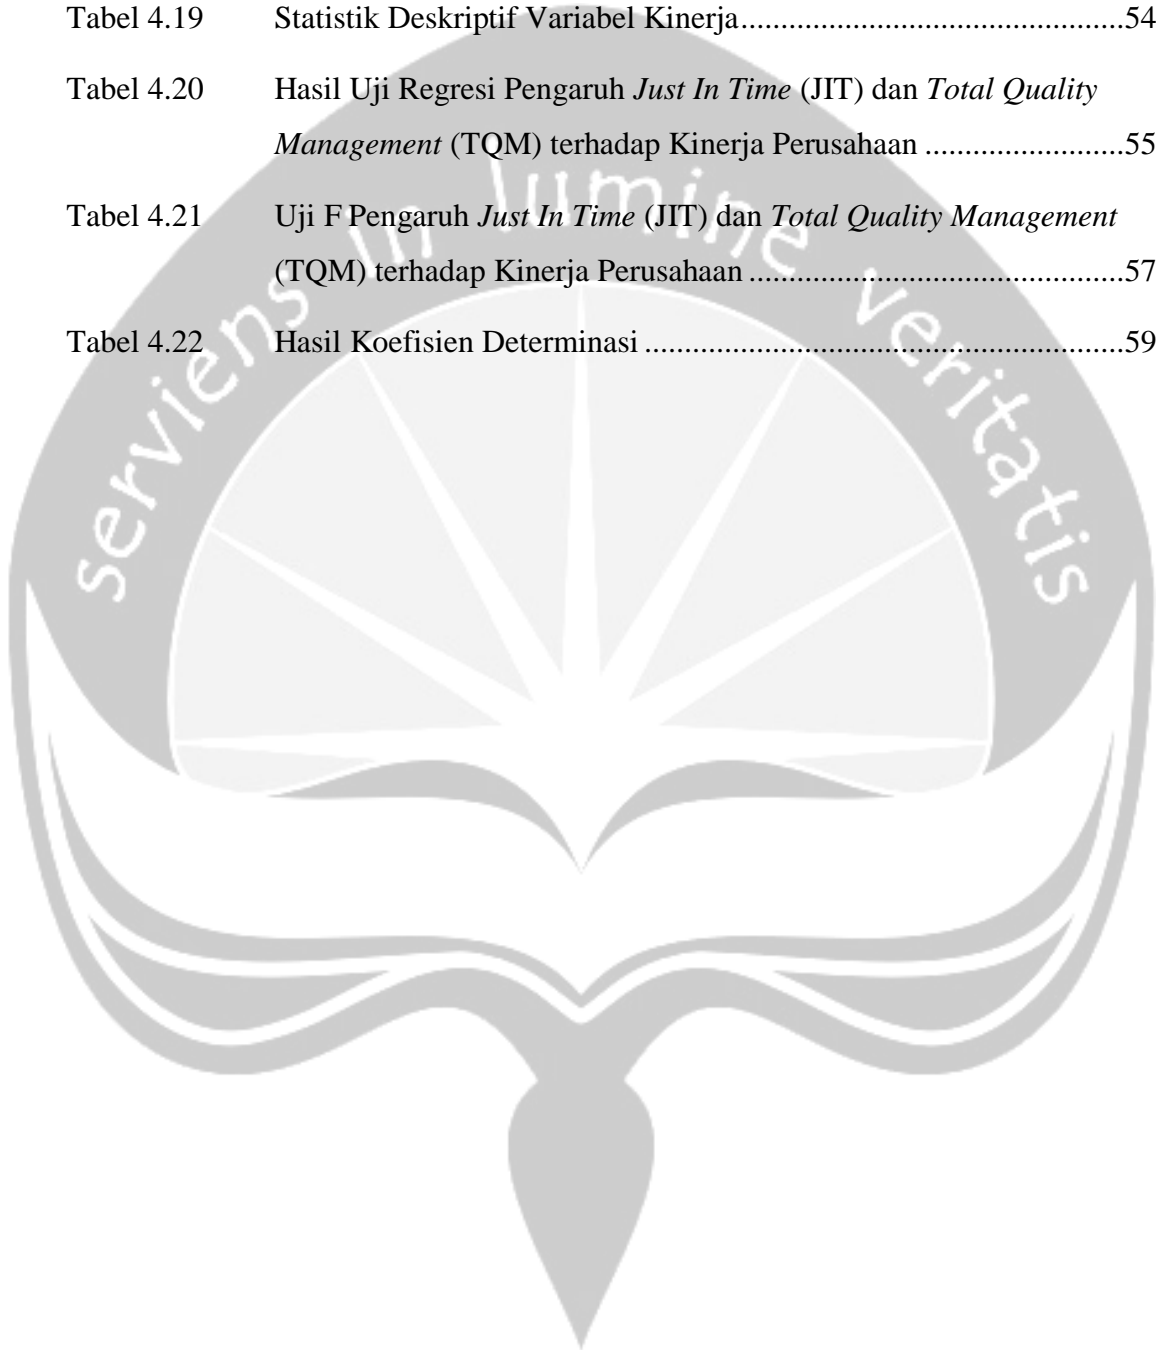 Tabel 4.19 Statistik Deskriptif Variabel Kinerja................................................54
Tabel 4.20 Hasil Uji Regresi Pengaruh Just In Time (JIT) dan Total Quality
Management (TQM) terhadap Kinerja Perusahaan .........................55
Tabel 4.21 Uji F Pengaruh Just In Time (JIT) dan Total Quality Management
(TQM) terhadap Kinerja Perusahaan ...............................................57
Tabel 4.22 Hasil Koefisien Determinasi ............................................................59
serviens in lumine veritatis